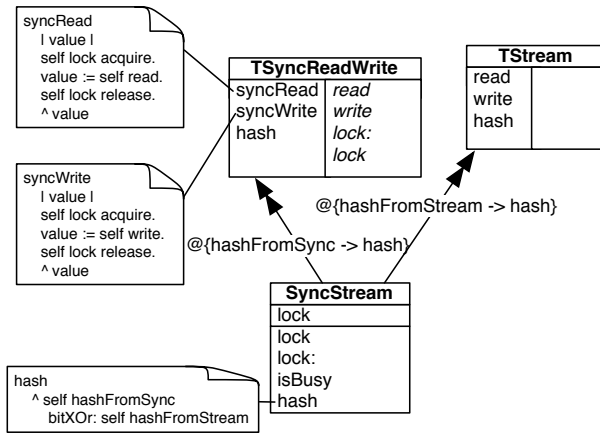 syncRead
| value |
self lock acquire.
value := self read.
self lock release.
^ value
syncWrite
| value |
self lock acquire.
value := self write.
self lock release.
^ value
TSyncReadWrite
syncRead
syncWrite
hash
read
write
lock:
lock
TStream
read
write
hash
@{hashFromStream -> hash}
@{hashFromSync -> hash}
SyncStream
lock
lock
lock:
isBusy
hash
hash
^ self hashFromSync
bitXOr: self hashFromStream